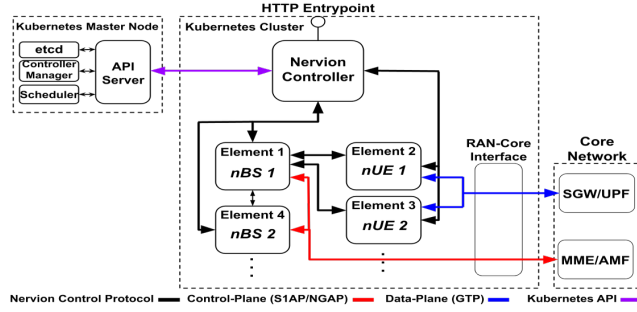 HTTP Entrypoint
Kubernetes Master Node
Kubernetes Cluster
etcd
Controller
Manager
Scheduler
API
Server
Nervion
Controller
Element 1
nBS 1
Element 2
nUE 1
Element 3
nUE 2
Element 4
nBS 2
RAN-Core
Interface
Core
Network
SGW/UPF
MME/AMF
Nervion Control Protocol
Control-Plane (S1AP/NGAP)
Data-Plane (GTP)
Kubernetes API